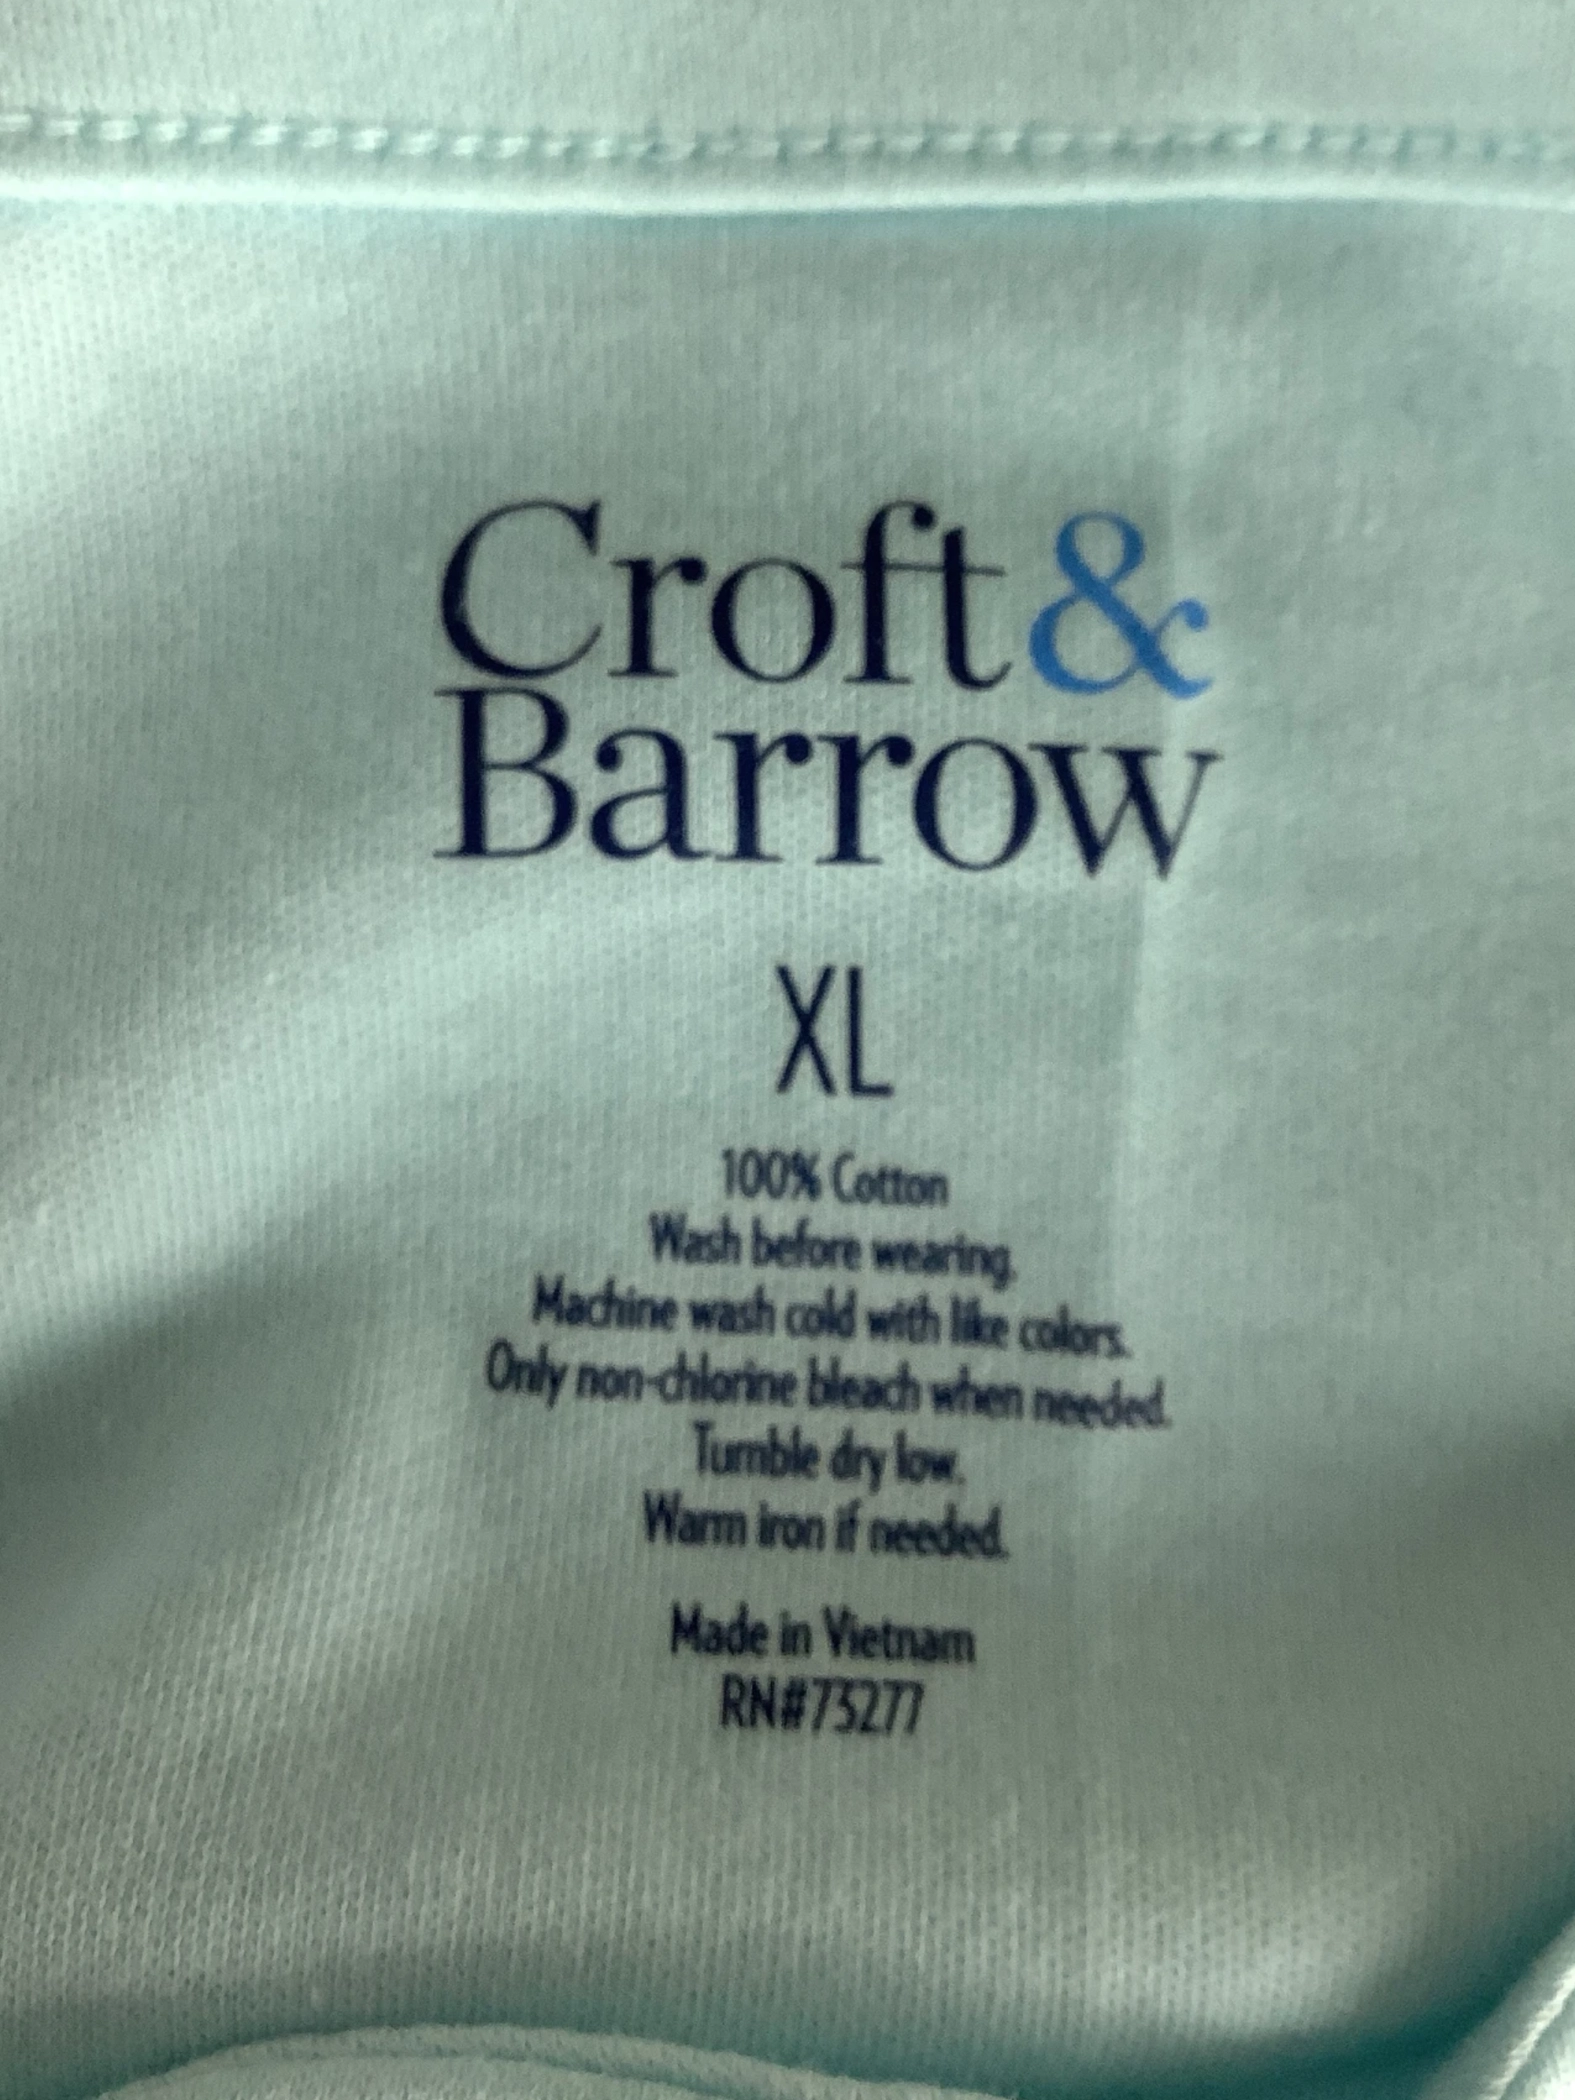 Croft &
Barrow
XL
100% Cotton
Wash before wearing.
Machine wash cold with like colors.
Only non-chlorine bleach when needed.
Tumble dry low.
Warm iron if needed.
Made in Vietnam
RN#73277